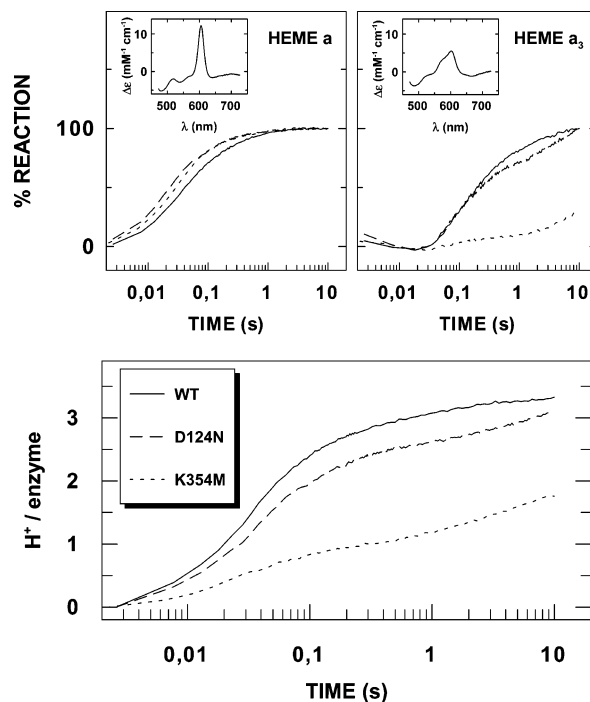 HEME a
Δε (mM⁻¹ cm⁻¹)
10
0
500 600 700
λ (nm)
HEME a₃
Δε (mM⁻¹ cm⁻¹)
10
0
500 600 700
λ (nm)
% REACTION
100
0
0,01 0,1 1 10
TIME (s)
0,01 0,1 1 10
TIME (s)
WT
D124N
K354M
H⁺ / enzyme
3
2
1
0
0,01 0,1 1 10
TIME (s)